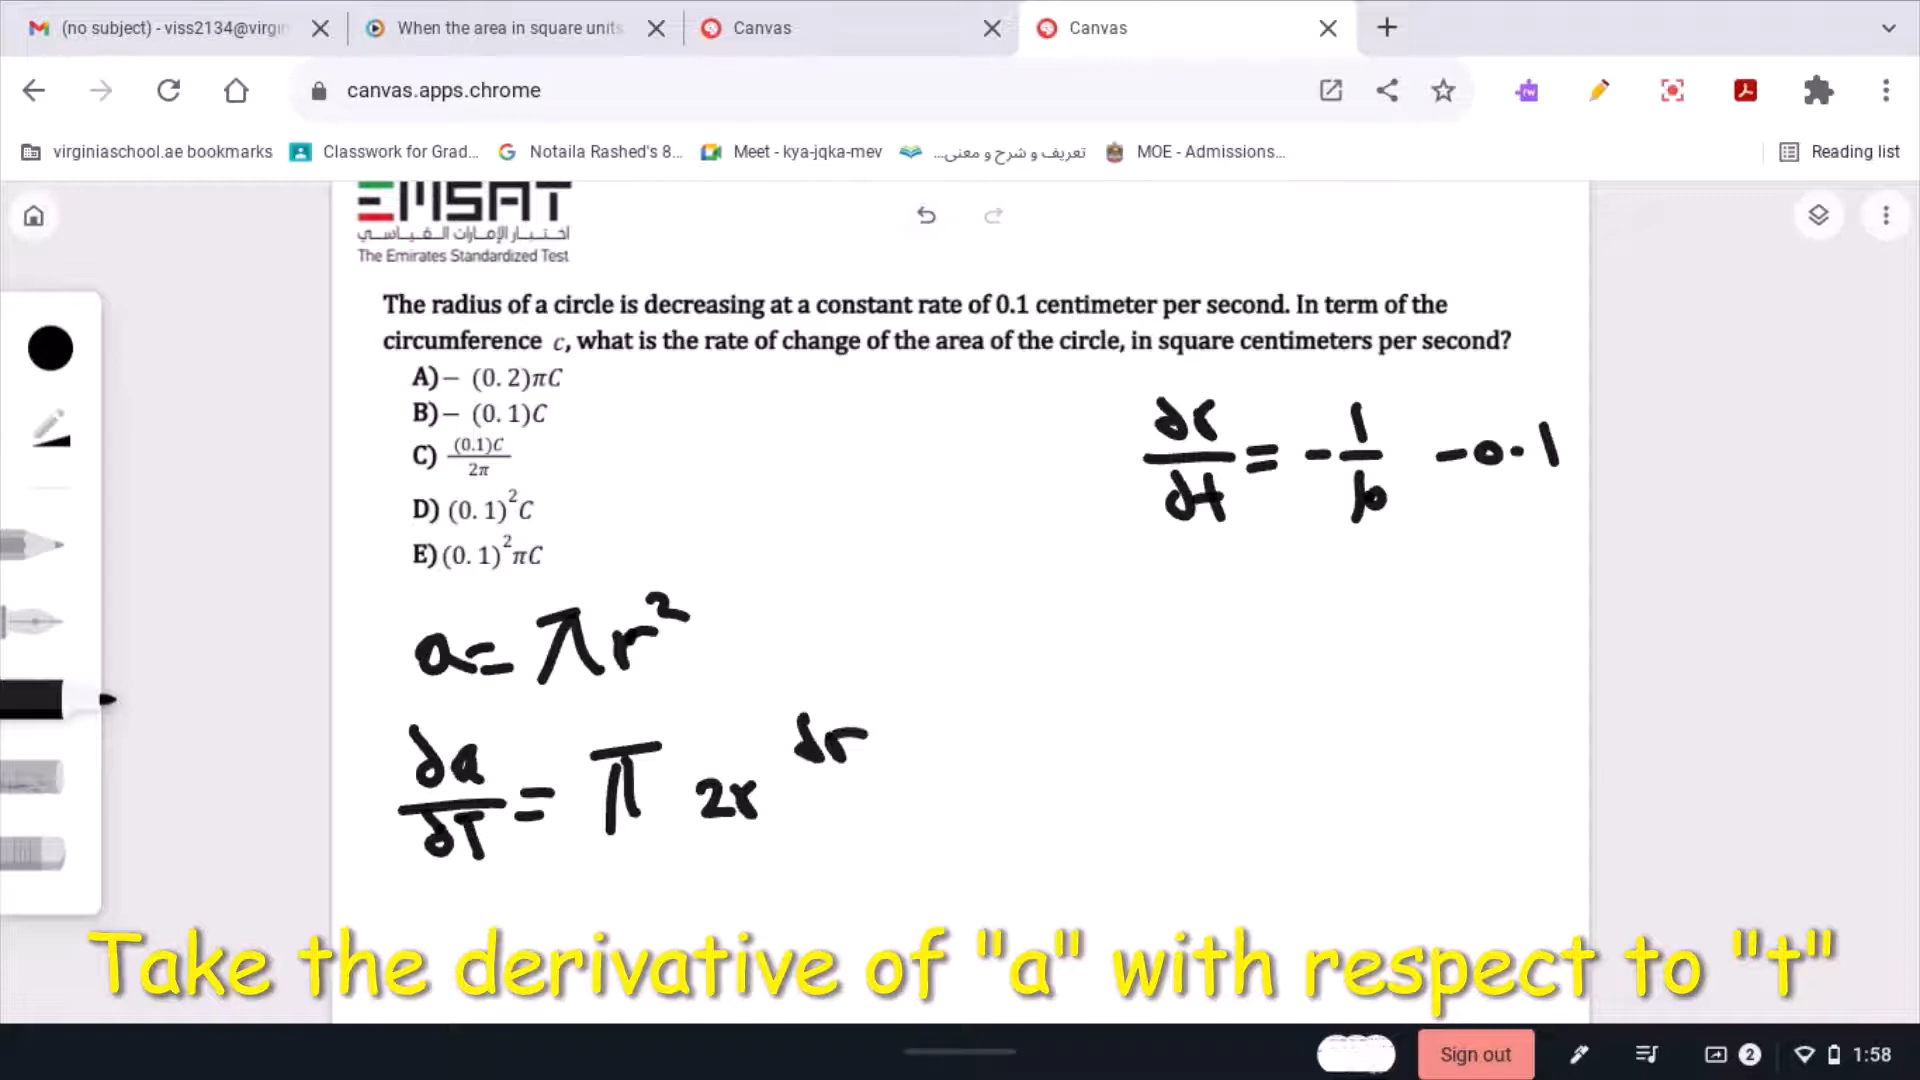 (no subject) - viss2134@virgin
When the area in square units
Canvas
Canvas
canvas.apps.chrome
virginiaschool.ae bookmarks
Classwork for Grad...
Notaila Rashed's 8...
Meet - kya-jqka-mev
تعریف و شرح و معنى...
MOE - Admissions...
Reading list
EMSAT
اختبار الإمارات القياسي
The Emirates Standardized Test
The radius of a circle is decreasing at a constant rate of 0.1 centimeter per second. In term of the
circumference c, what is the rate of change of the area of the circle, in square centimeters per second?
A) − (0.2)πC
B) − (0.1)C
C) (0.1)C / 2π
D) (0.1)²C
E) (0.1)²πC
dr/dt = - 1/10 -0.1
a = πr²
da/dT = π 2r dr
Take the derivative of "a" with respect to "t"
Sign out
2
1:58